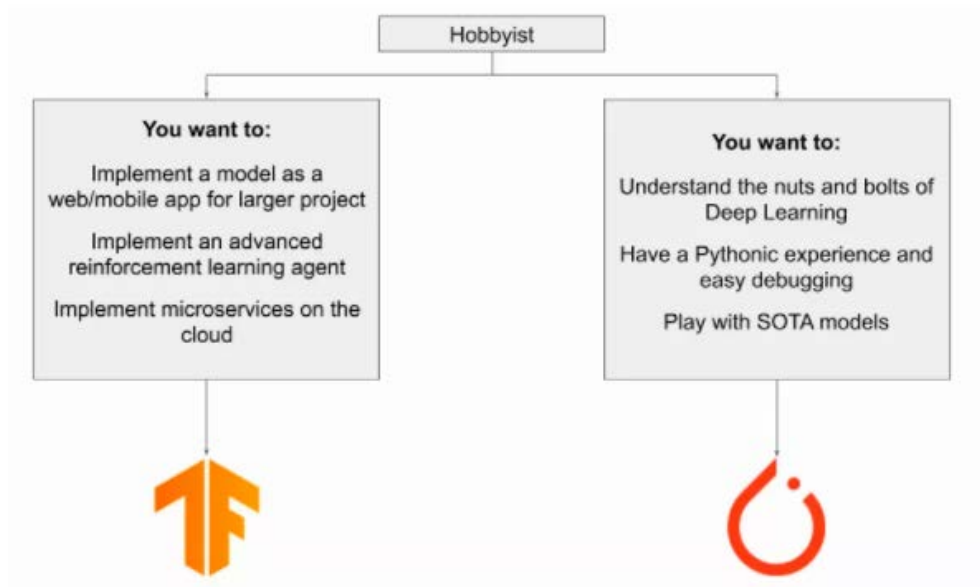 Hobbyist
You want to:
Implement a model as a
web/mobile app for larger project
Implement an advanced
reinforcement learning agent
Implement microservices on the
cloud
You want to:
Understand the nuts and bolts of
Deep Learning
Have a Pythonic experience and
easy debugging
Play with SOTA models